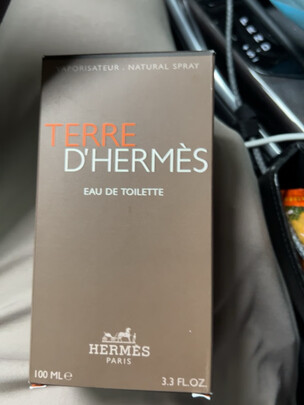 VAPORISATEUR . NATURAL SPRAY
TERRE
D'HERMÈS
EAU DE TOILETTE
HERMÈS
PARIS
100 ML℮ 3.3 FL.OZ.